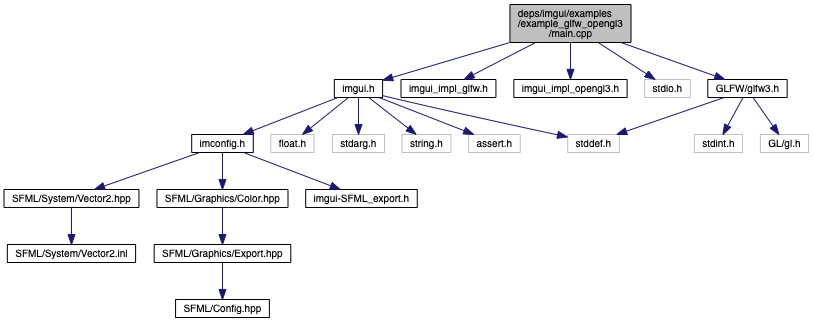 deps/imgui/examples
/example_glfw_opengl3
/main.cpp
imgui.h
imgui_impl_glfw.h
imgui_impl_opengl3.h
stdio.h
GLFW/glfw3.h
imconfig.h
float.h
stdarg.h
string.h
assert.h
stddef.h
stdint.h
GL/gl.h
SFML/System/Vector2.hpp
SFML/Graphics/Color.hpp
imgui-SFML_export.h
SFML/System/Vector2.inl
SFML/Graphics/Export.hpp
SFML/Config.hpp